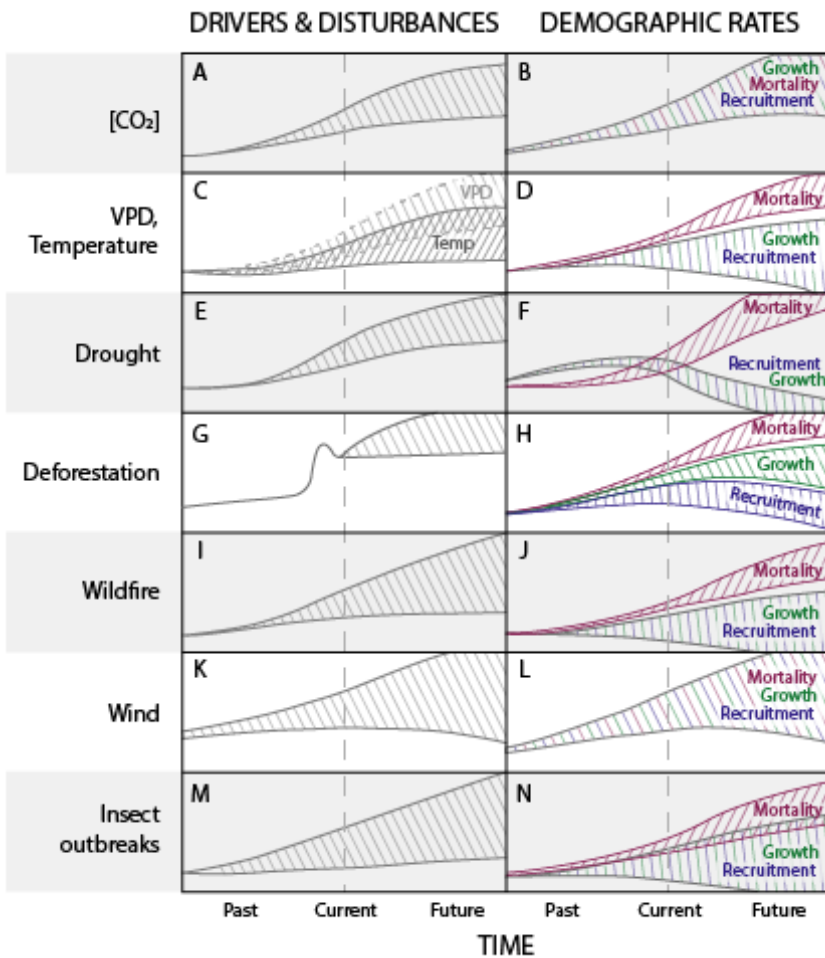 DRIVERS & DISTURBANCES DEMOGRAPHIC RATES
[CO₂]
A
B
Growth
Mortality
Recruitment
VPD,
Temperature
C
VPD
Temp
D
Mortality
Growth
Recruitment
Drought
E
F
Mortality
Recruitment
Growth
Deforestation
G
H
Mortality
Growth
Recruitment
Wildfire
I
J
Mortality
Growth
Recruitment
Wind
K
L
Mortality
Growth
Recruitment
Insect
outbreaks
M
N
Mortality
Growth
Recruitment
Past Current Future Past Current Future
TIME